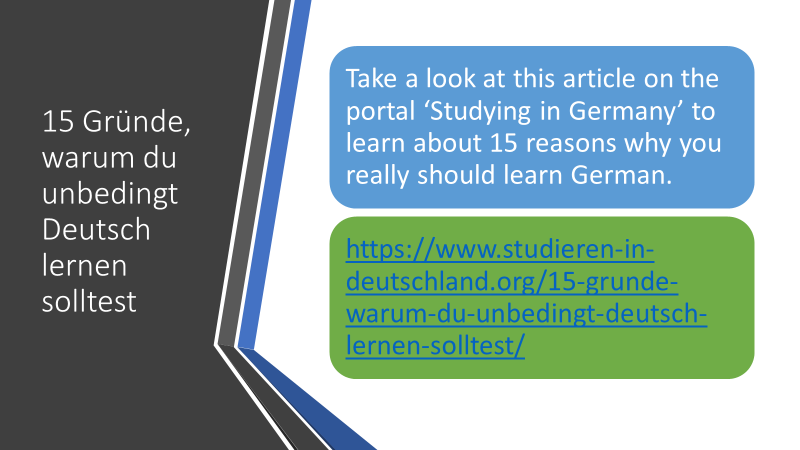 15 Gründe,
warum du
unbedingt
Deutsch
lernen
solltest
Take a look at this article on the
portal ‘Studying in Germany’ to
learn about 15 reasons why you
really should learn German.
https://www.studieren-in-
deutschland.org/15-grunde-
warum-du-unbedingt-deutsch-
lernen-solltest/